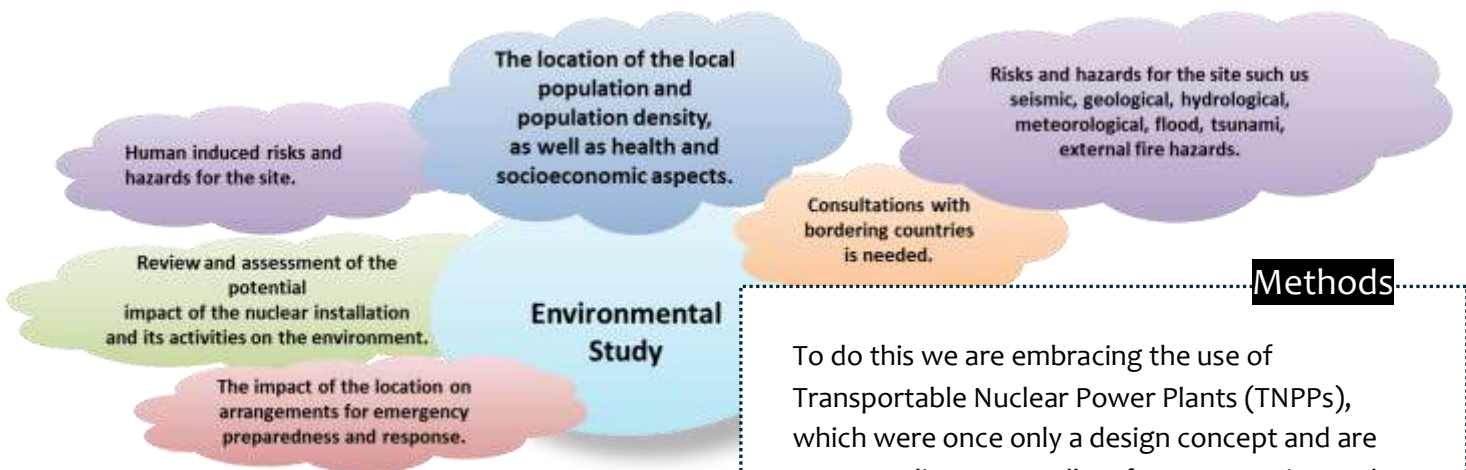 The location of the local
population and
population density,
as well as health and
socioeconomic aspects.
Risks and hazards for the site such us
seismic, geological, hydrological,
meteorological, flood, tsunami,
external fire hazards.
Human induced risks and
hazards for the site.
Consultations with
bordering countries
is needed.
Review and assessment of the
potential
impact of the nuclear installation
and its activities on the environment.
Environmental
Study
The impact of the location on
arrangements for emergency
preparedness and response.
Methods
To do this we are embracing the use of
Transportable Nuclear Power Plants (TNPPs),
which were once only a design concept and are